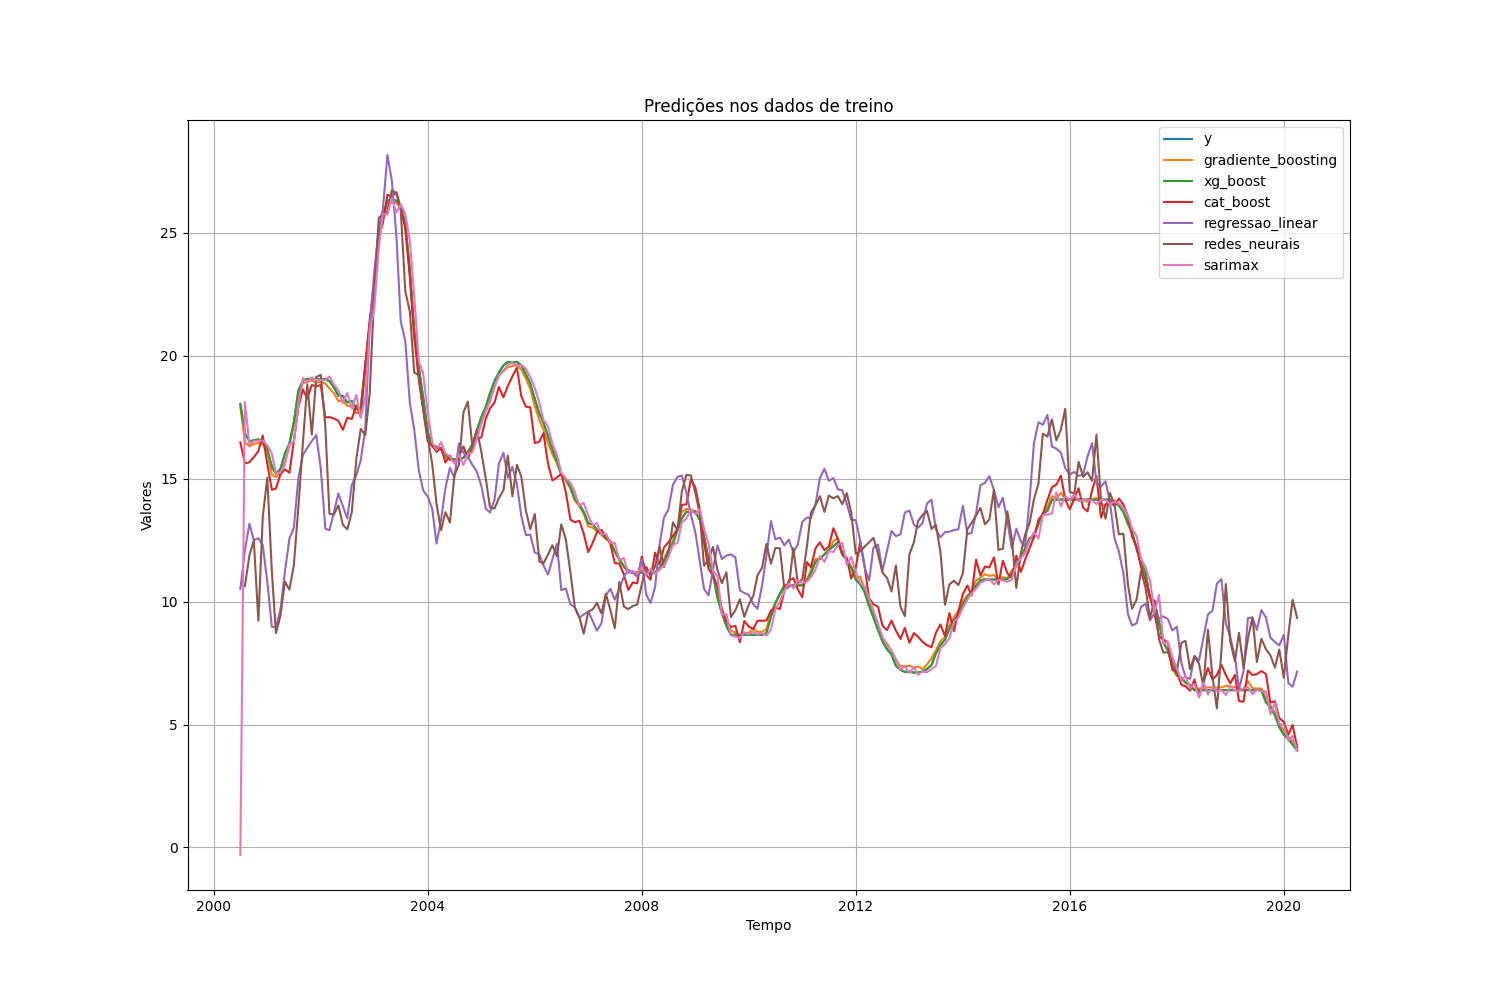 Predições nos dados de treino
y
gradiente_boosting
xg_boost
cat_boost
regressao_linear
redes_neurais
sarimax
25
20
15
10
5
0
Valores
2000
2004
2008
2012
2016
2020
Tempo